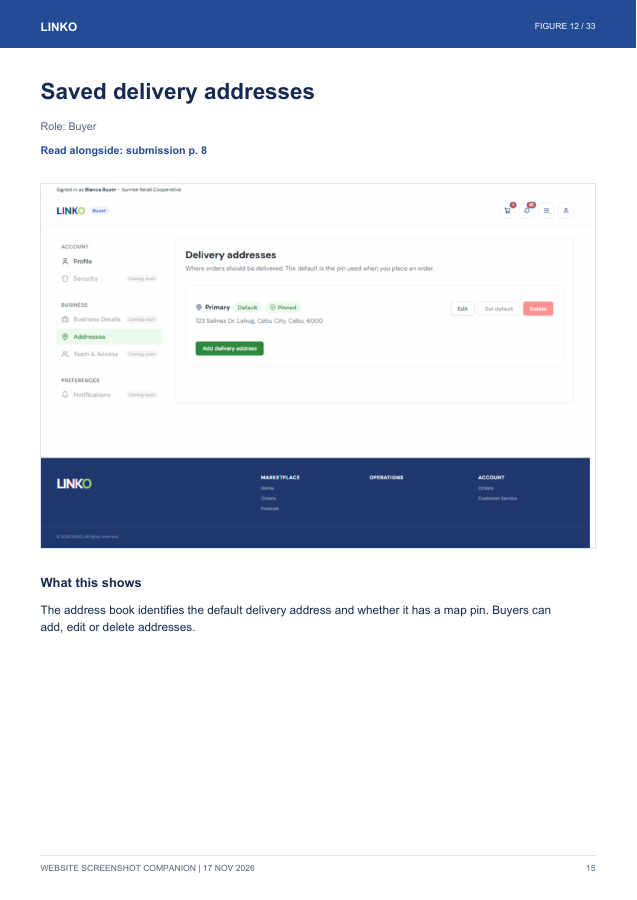 LINKO
FIGURE 12 / 33
Saved delivery addresses
Role: Buyer
Read alongside: submission p. 8
Signed in as Bianca Buyer - Sunrise Retail Cooperative
LINKO Buyer
ACCOUNT
Profile
Security Coming soon
BUSINESS
Business Details Coming soon
Addresses
Team & Access Coming soon
PREFERENCES
Notifications Coming soon
Delivery addresses
Where orders should be delivered. The default is the pin used when you place an order.
Primary Default Pinned
Edit Set default Delete
123 Salinas Dr, Lahug, Cebu City, Cebu, 6000
Add delivery address
LINKO
MARKETPLACE
Home
Orders
Invoices
OPERATIONS
ACCOUNT
Orders
Customer Service
© 2026 LINKO. All rights reserved.
What this shows
The address book identifies the default delivery address and whether it has a map pin. Buyers can
add, edit or delete addresses.
WEBSITE SCREENSHOT COMPANION | 17 NOV 2026
15